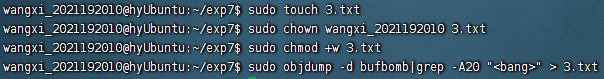 wangxi_2021192010@hyUbuntu:~/exp7$ sudo touch 3.txt
wangxi_2021192010@hyUbuntu:~/exp7$ sudo chown wangxi_2021192010 3.txt
wangxi_2021192010@hyUbuntu:~/exp7$ sudo chmod +w 3.txt
wangxi_2021192010@hyUbuntu:~/exp7$ sudo objdump -d bufbomb|grep -A20 "<bang>" > 3.txt